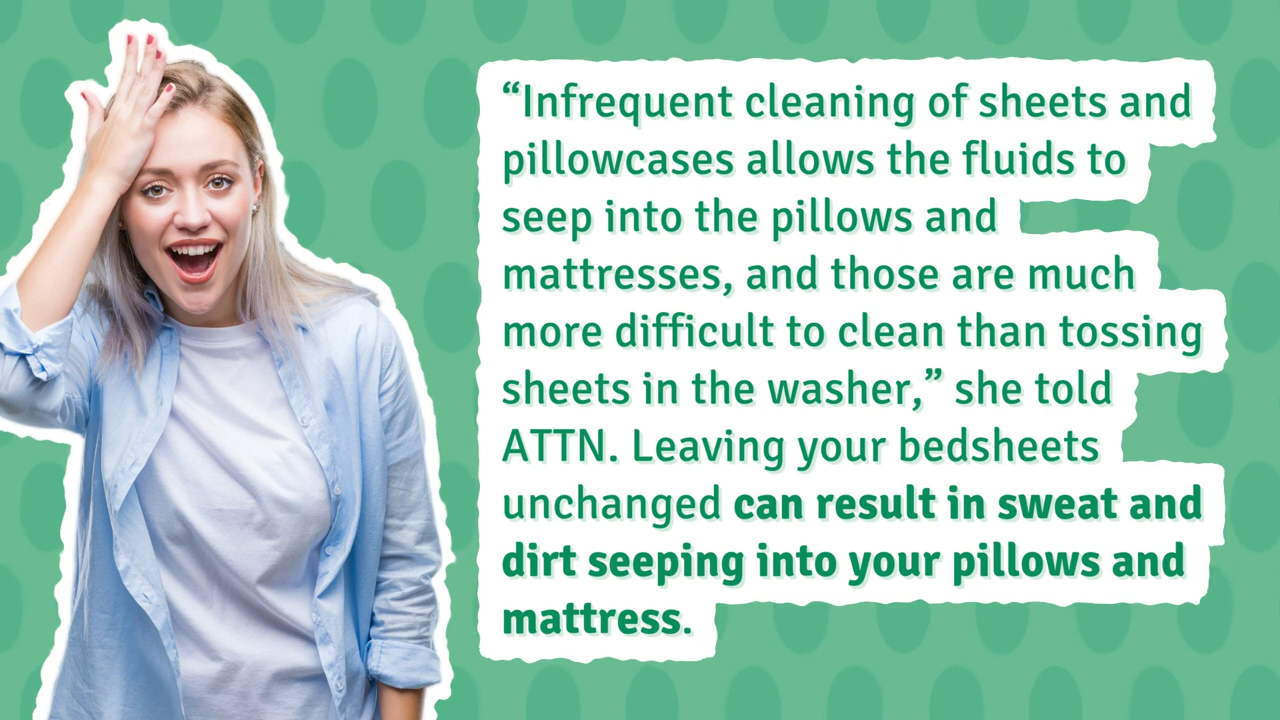 “Infrequent cleaning of sheets and
pillowcases allows the fluids to
seep into the pillows and
mattresses, and those are much
more difficult to clean than tossing
sheets in the washer,” she told
ATTN. Leaving your bedsheets
unchanged can result in sweat and
dirt seeping into your pillows and
mattress.